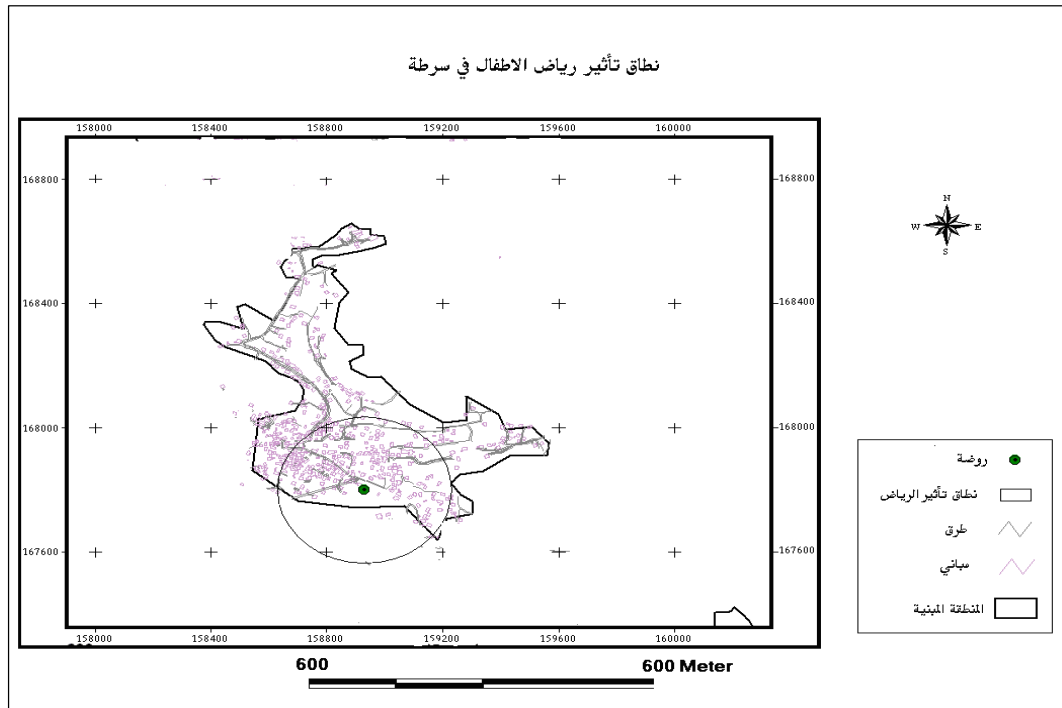 نطاق تأثير رياض الاطفال في سرطة
158000 158400 158800 159200 159600 160000
168800 168800
168400 168400
168000 168000
167600 167600
158000 158400 158800 159200 159600 160000
N
W E
S
روضة
نطاق تأثير الرياض
طرق
مباني
المنطقة المبنية
600 600 Meter